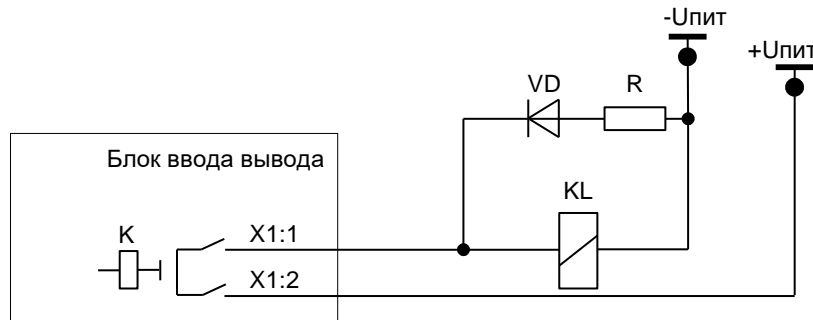 -Uпит
+Uпит
VD
R
Блок ввода вывода
KL
K
X1:1
X1:2